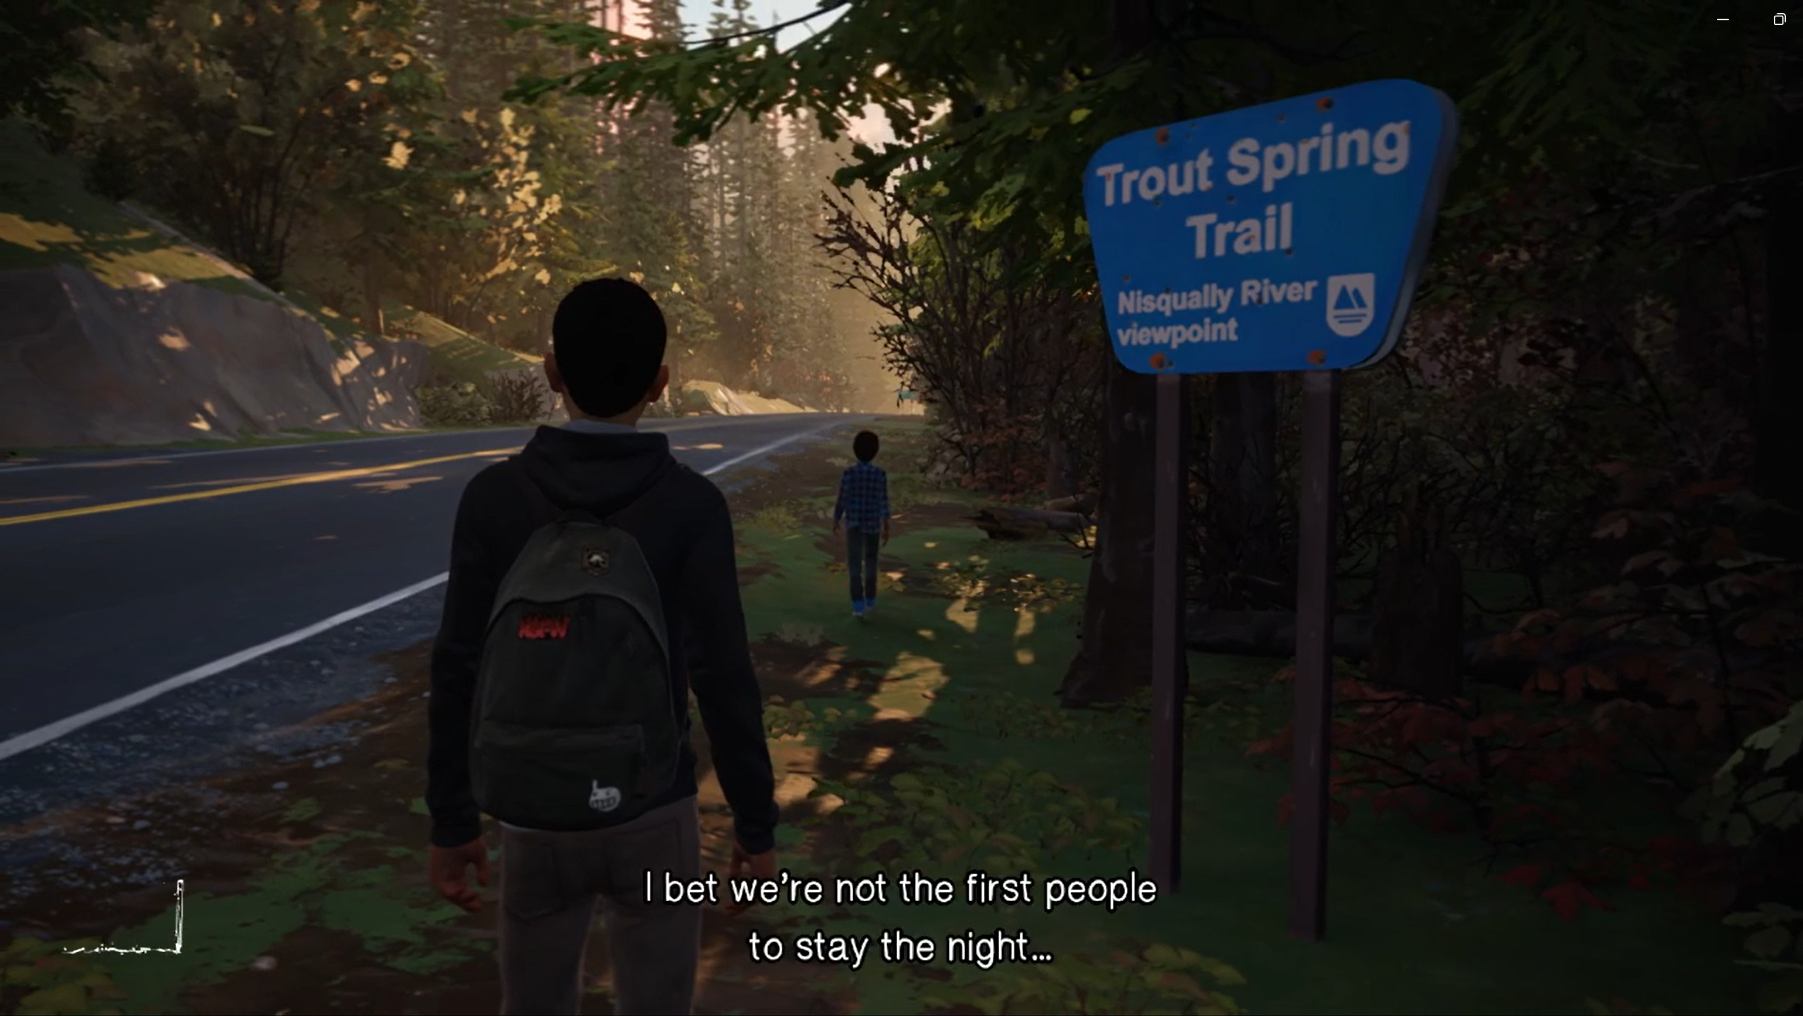 Trout Spring
Trail
Nisqually River
viewpoint
I bet we're not the first people
to stay the night...